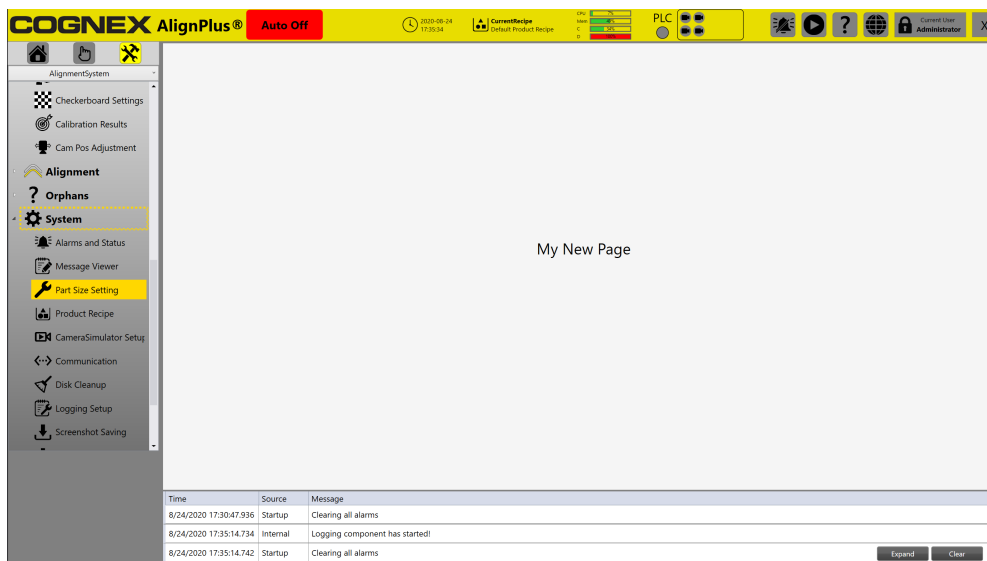 COGNEX AlignPlus®
Auto Off
2020-08-24
17:35:34
CurrentRecipe
Default Product Recipe
CPU
7%
Mem
C
D
PLC
?
Current User
Administrator
X
AlignmentSystem
Checkerboard Settings
Calibration Results
Cam Pos Adjustment
Alignment
? Orphans
System
Alarms and Status
Message Viewer
Part Size Setting
Product Recipe
CameraSimulator Setup
Communication
Disk Cleanup
Logging Setup
Screenshot Saving
My New Page
Time Source Message
8/24/2020 17:30:47.936 Startup Clearing all alarms
8/24/2020 17:35:14.734 Internal Logging component has started!
8/24/2020 17:35:14.742 Startup Clearing all alarms
Expand Clear